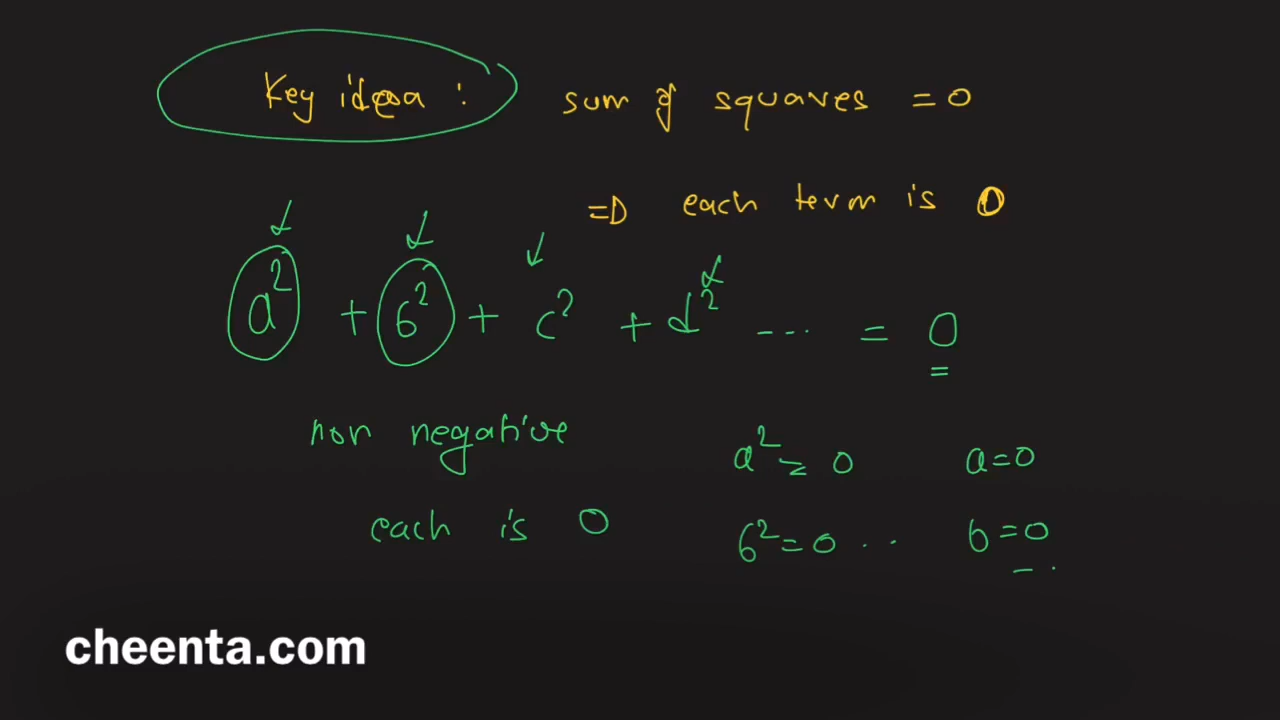 Key idea : sum of squares = 0
⇒ each term is 0
a² + b² + c² + d² --- = 0
non negative
a² = 0 a=0
each is 0
b² = 0 .. b=0
cheenta.com